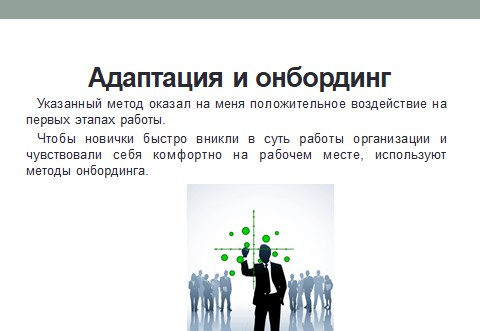 Адаптация и онбординг
Указанный метод оказал на меня положительное воздействие на
первых этапах работы.
Чтобы новички быстро вникли в суть работы организации и
чувствовали себя комфортно на рабочем месте, используют
методы онбординга.